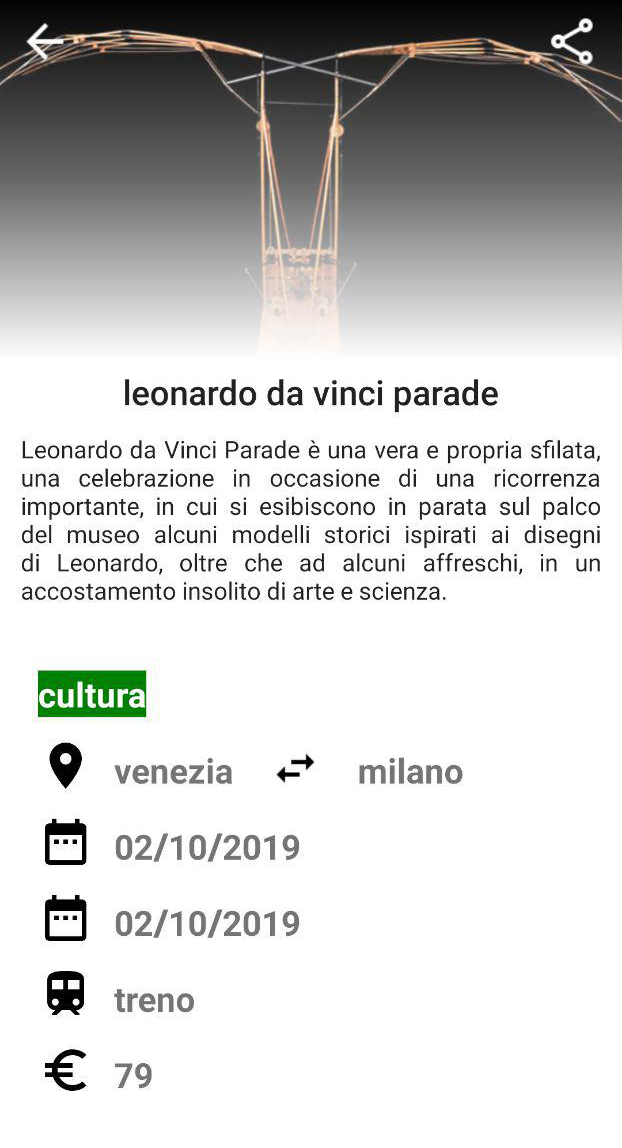 leonardo da vinci parade
Leonardo da Vinci Parade è una vera e propria sfilata,
una celebrazione in occasione di una ricorrenza
importante, in cui si esibiscono in parata sul palco
del museo alcuni modelli storici ispirati ai disegni
di Leonardo, oltre che ad alcuni affreschi, in un
accostamento insolito di arte e scienza.
cultura
venezia milano
02/10/2019
02/10/2019
treno
€ 79